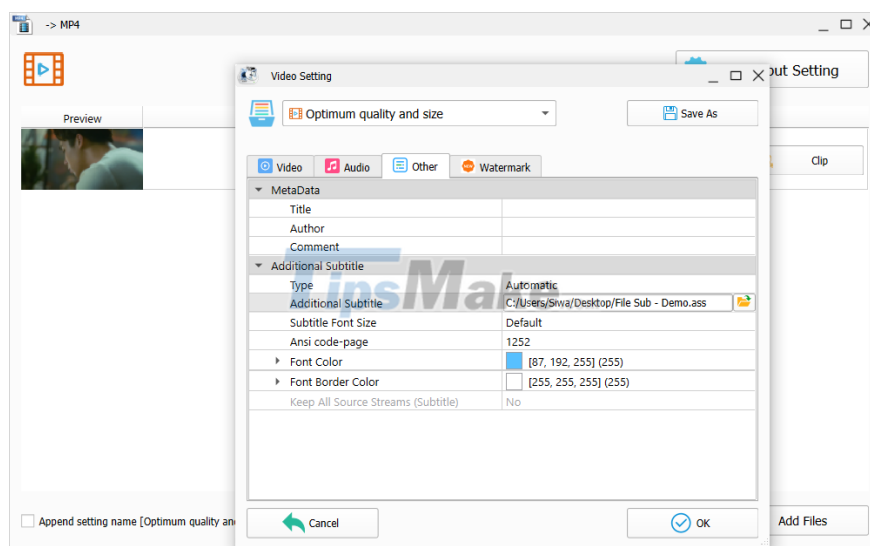 -> MP4
Video Setting
put Setting
Optimum quality and size
Save As
Preview
Video
Audio
Other
NEW
Watermark
Clip
MetaData
Title
Author
Comment
Additional Subtitle
Type Automatic
Additional Subtitle C:/Users/Siwa/Desktop/File Sub - Demo.ass
Subtitle Font Size Default
Ansi code-page 1252
Font Color [87, 192, 255] (255)
Font Border Color [255, 255, 255] (255)
Keep All Source Streams (Subtitle) No
TipsMake
Append setting name [Optimum quality an
Cancel
OK
Add Files